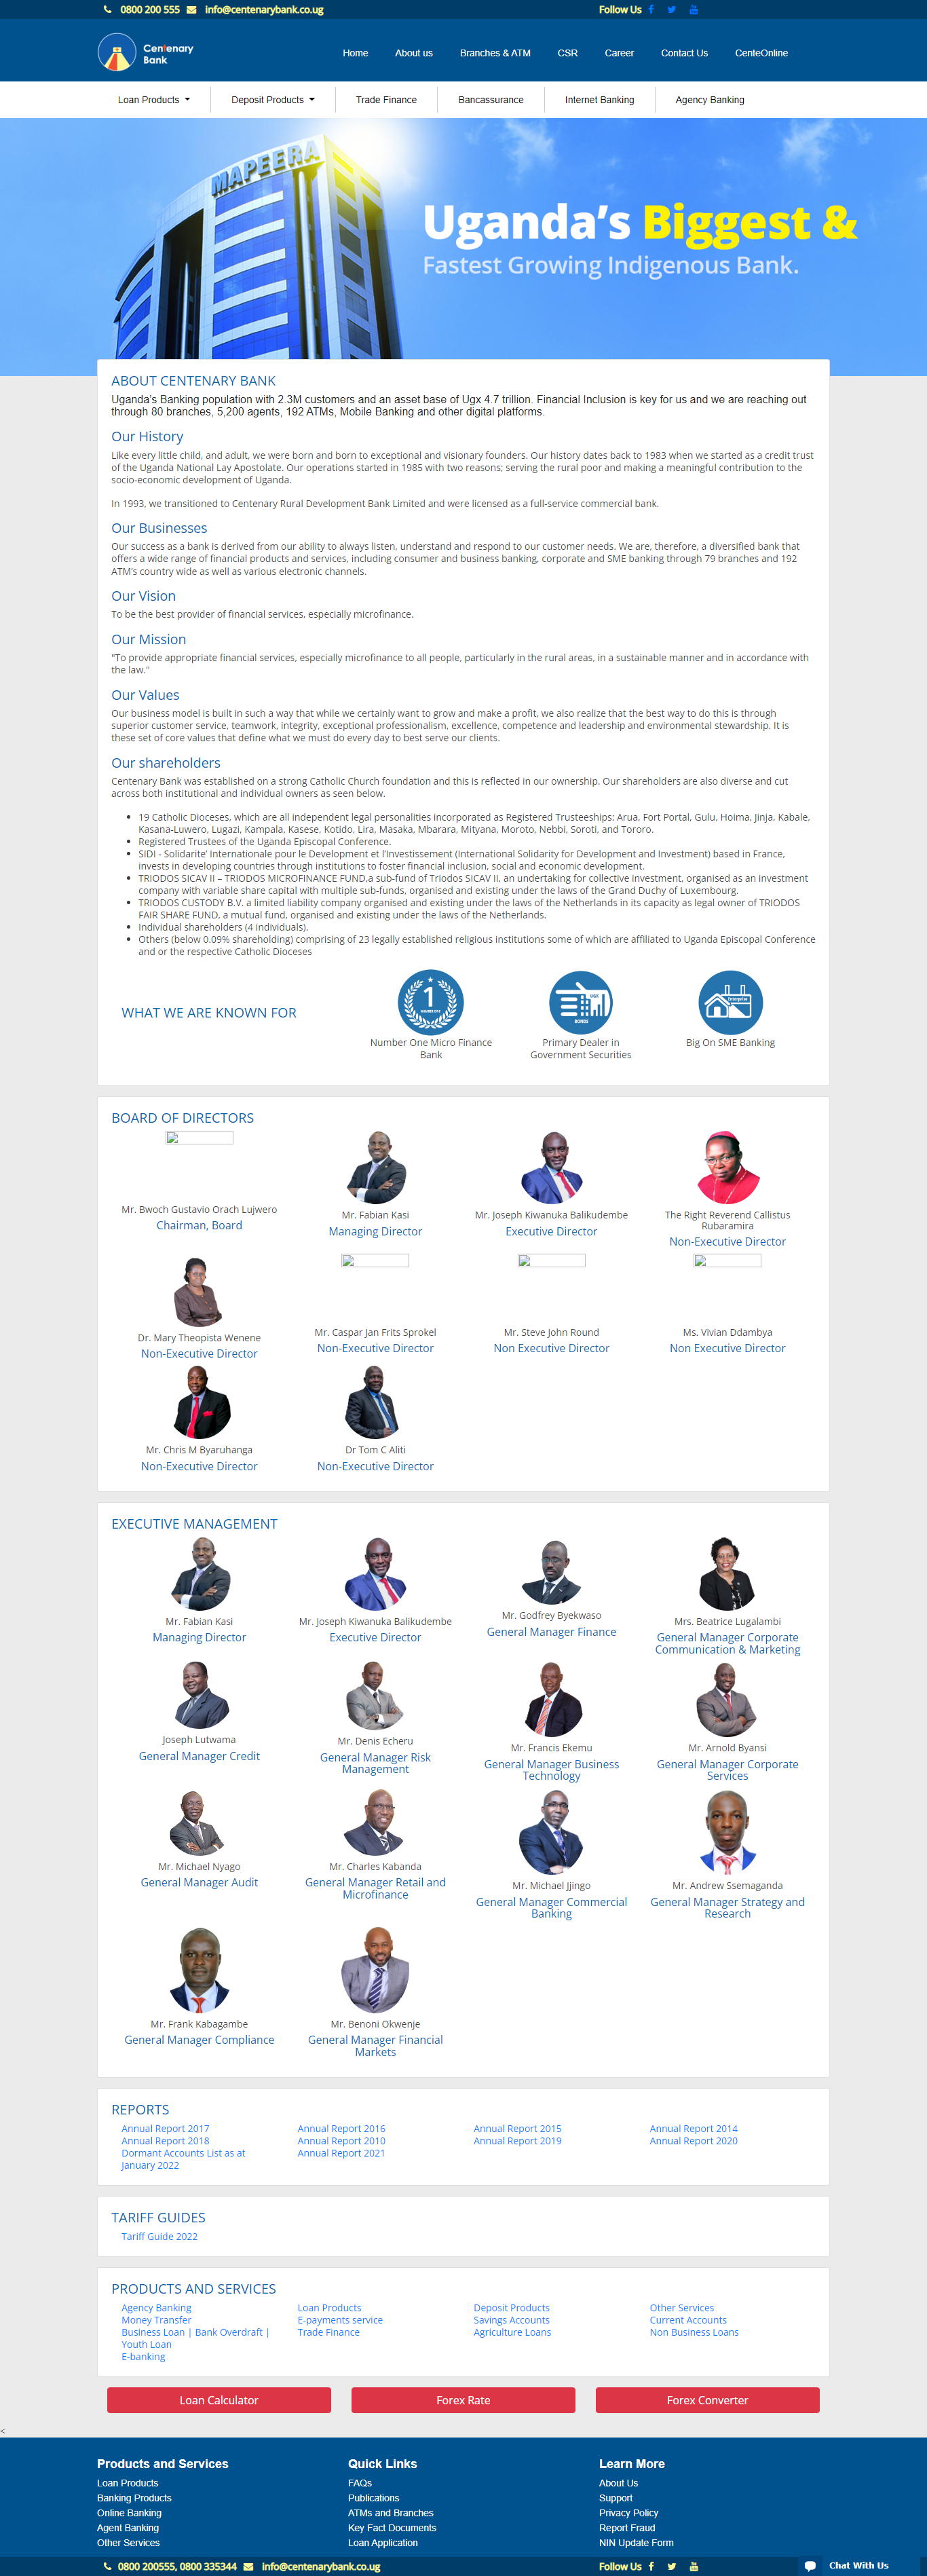 0800 200 555 info@centenarybank.co.ug Follow Us
Centenary
Bank
Home About us Branches & ATM CSR Career Contact Us CenteOnline
Loan Products Deposit Products Trade Finance Bancassurance Internet Banking Agency Banking
MAPEERA
Uganda's Biggest &
Fastest Growing Indigenous Bank.
ABOUT CENTENARY BANK
Uganda's Banking population with 2.3M customers and an asset base of Ugx 4.7 trillion. Financial Inclusion is key for us and we are reaching out
through 80 branches, 5,200 agents, 192 ATMs, Mobile Banking and other digital platforms.
Our History
Like every little child, and adult, we were born and born to exceptional and visionary founders. Our history dates back to 1983 when we started as a credit trust
of the Uganda National Lay Apostolate. Our operations started in 1985 with two reasons; serving the rural poor and making a meaningful contribution to the
socio-economic development of Uganda.
In 1993, we transitioned to Centenary Rural Development Bank Limited and were licensed as a full-service commercial bank.
Our Businesses
Our success as a bank is derived from our ability to always listen, understand and respond to our customer needs. We are, therefore, a diversified bank that
offers a wide range of financial products and services, including consumer and business banking, corporate and SME banking through 79 branches and 192
ATM's country wide as well as various electronic channels.
Our Vision
To be the best provider of financial services, especially microfinance.
Our Mission
"To provide appropriate financial services, especially microfinance to all people, particularly in the rural areas, in a sustainable manner and in accordance with
the law."
Our Values
Our business model is built in such a way that while we certainly want to grow and make a profit, we also realize that the best way to do this is through
superior customer service, teamwork, integrity, exceptional professionalism, excellence, competence and leadership and environmental stewardship. It is
these set of core values that define what we must do every day to best serve our clients.
Our shareholders
Centenary Bank was established on a strong Catholic Church foundation and this is reflected in our ownership. Our shareholders are also diverse and cut
across both institutional and individual owners as seen below.
• 19 Catholic Dioceses, which are all independent legal personalities incorporated as Registered Trusteeships: Arua, Fort Portal, Gulu, Hoima, Jinja, Kabale,
Kasana-Luwero, Lugazi, Kampala, Kasese, Kotido, Lira, Masaka, Mbarara, Mityana, Moroto, Nebbi, Soroti, and Tororo.
• Registered Trustees of the Uganda Episcopal Conference.
• SIDI - Solidarite' Internationale pour le Development et l'Investissement (International Solidarity for Development and Investment) based in France,
invests in developing countries through institutions to foster financial inclusion, social and economic development.
• TRIODOS SICAV II – TRIODOS MICROFINANCE FUND,a sub-fund of Triodos SICAV II, an undertaking for collective investment, organised as an investment
company with variable share capital with multiple sub-funds, organised and existing under the laws of the Grand Duchy of Luxembourg.
• TRIODOS CUSTODY B.V. a limited liability company organised and existing under the laws of the Netherlands in its capacity as legal owner of TRIODOS
FAIR SHARE FUND, a mutual fund, organised and existing under the laws of the Netherlands.
• Individual shareholders (4 individuals).
• Others (below 0.09% shareholding) comprising of 23 legally established religious institutions some of which are affiliated to Uganda Episcopal Conference
and or the respective Catholic Dioceses
WHAT WE ARE KNOWN FOR
1
NUMBER ONE
UGX
BONDS
Enterprise
Number One Micro Finance Primary Dealer in Big On SME Banking
Bank Government Securities
BOARD OF DIRECTORS
Mr. Bwoch Gustavio Orach Lujwero
Chairman, Board
Mr. Fabian Kasi
Managing Director
Mr. Joseph Kiwanuka Balikudembe
Executive Director
The Right Reverend Callistus
Rubaramira
Non-Executive Director
Dr. Mary Theopista Wenene
Non-Executive Director
Mr. Caspar Jan Frits Sprokel
Non-Executive Director
Mr. Steve John Round
Non Executive Director
Ms. Vivian Ddambya
Non Executive Director
Mr. Chris M Byaruhanga
Non-Executive Director
Dr Tom C Aliti
Non-Executive Director
EXECUTIVE MANAGEMENT
Mr. Fabian Kasi
Managing Director
Mr. Joseph Kiwanuka Balikudembe
Executive Director
Mr. Godfrey Byekwaso
General Manager Finance
Mrs. Beatrice Lugalambi
General Manager Corporate
Communication & Marketing
Joseph Lutwama
General Manager Credit
Mr. Denis Echeru
General Manager Risk
Management
Mr. Francis Ekemu
General Manager Business
Technology
Mr. Arnold Byansi
General Manager Corporate
Services
Mr. Michael Nyago
General Manager Audit
Mr. Charles Kabanda
General Manager Retail and
Microfinance
Mr. Michael Jjingo
General Manager Commercial
Banking
Mr. Andrew Ssemaganda
General Manager Strategy and
Research
Mr. Frank Kabagambe
General Manager Compliance
Mr. Benoni Okwenje
General Manager Financial
Markets
REPORTS
Annual Report 2017 Annual Report 2016 Annual Report 2015 Annual Report 2014
Annual Report 2018 Annual Report 2010 Annual Report 2019 Annual Report 2020
Dormant Accounts List as at Annual Report 2021
January 2022
TARIFF GUIDES
Tariff Guide 2022
PRODUCTS AND SERVICES
Agency Banking Loan Products Deposit Products Other Services
Money Transfer E-payments service Savings Accounts Current Accounts
Business Loan | Bank Overdraft | Trade Finance Agriculture Loans Non Business Loans
Youth Loan
E-banking
Loan Calculator Forex Rate Forex Converter
<
Products and Services Quick Links Learn More
Loan Products FAQs About Us
Banking Products Publications Support
Online Banking ATMs and Branches Privacy Policy
Agent Banking Key Fact Documents Report Fraud
Other Services Loan Application NIN Update Form
0800 200555, 0800 335344 info@centenarybank.co.ug Follow Us Chat With Us